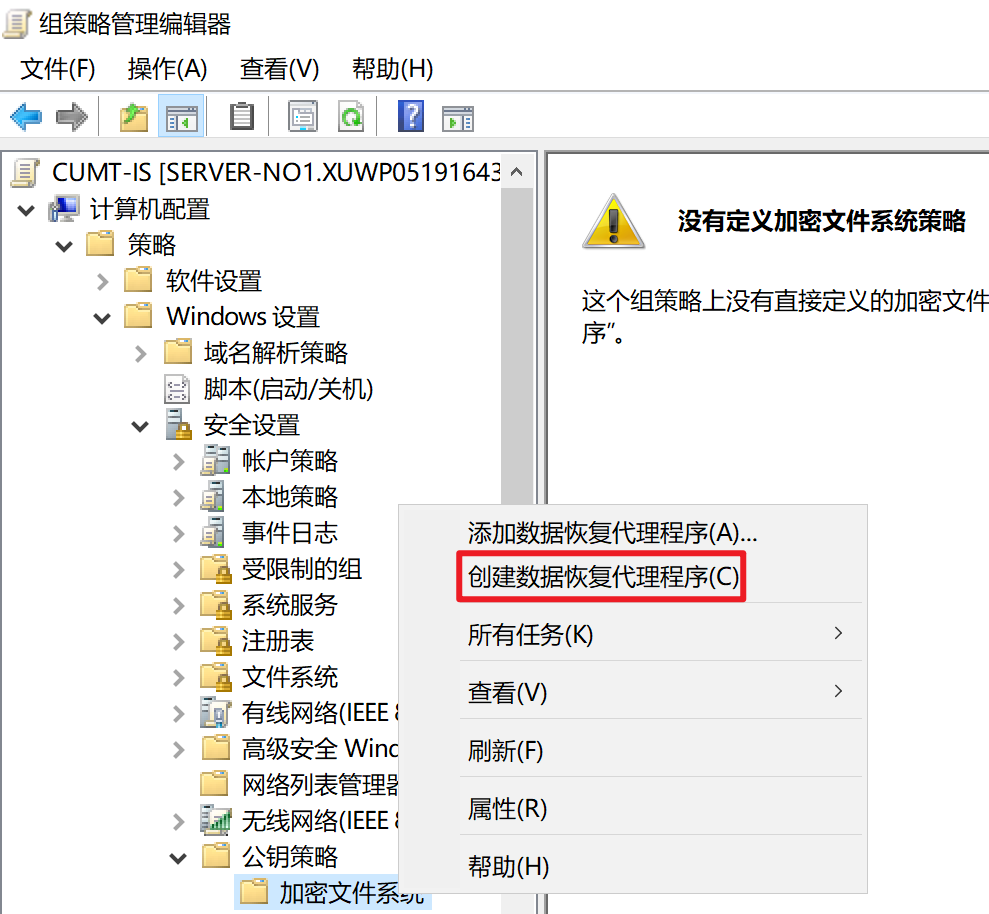 组策略管理编辑器
文件(F) 操作(A) 查看(V) 帮助(H)
CUMT-IS [SERVER-NO1.XUWP05191643
计算机配置
策略
软件设置
Windows 设置
域名解析策略
脚本(启动/关机)
安全设置
帐户策略
本地策略
事件日志
受限制的组
系统服务
注册表
文件系统
有线网络(IEEE 8
高级安全 Wind
网络列表管理器
无线网络(IEEE 8
公钥策略
加密文件系统
没有定义加密文件系统策略
这个组策略上没有直接定义的加密文件
序”。
添加数据恢复代理程序(A)...
创建数据恢复代理程序(C)
所有任务(K)
查看(V)
刷新(F)
属性(R)
帮助(H)